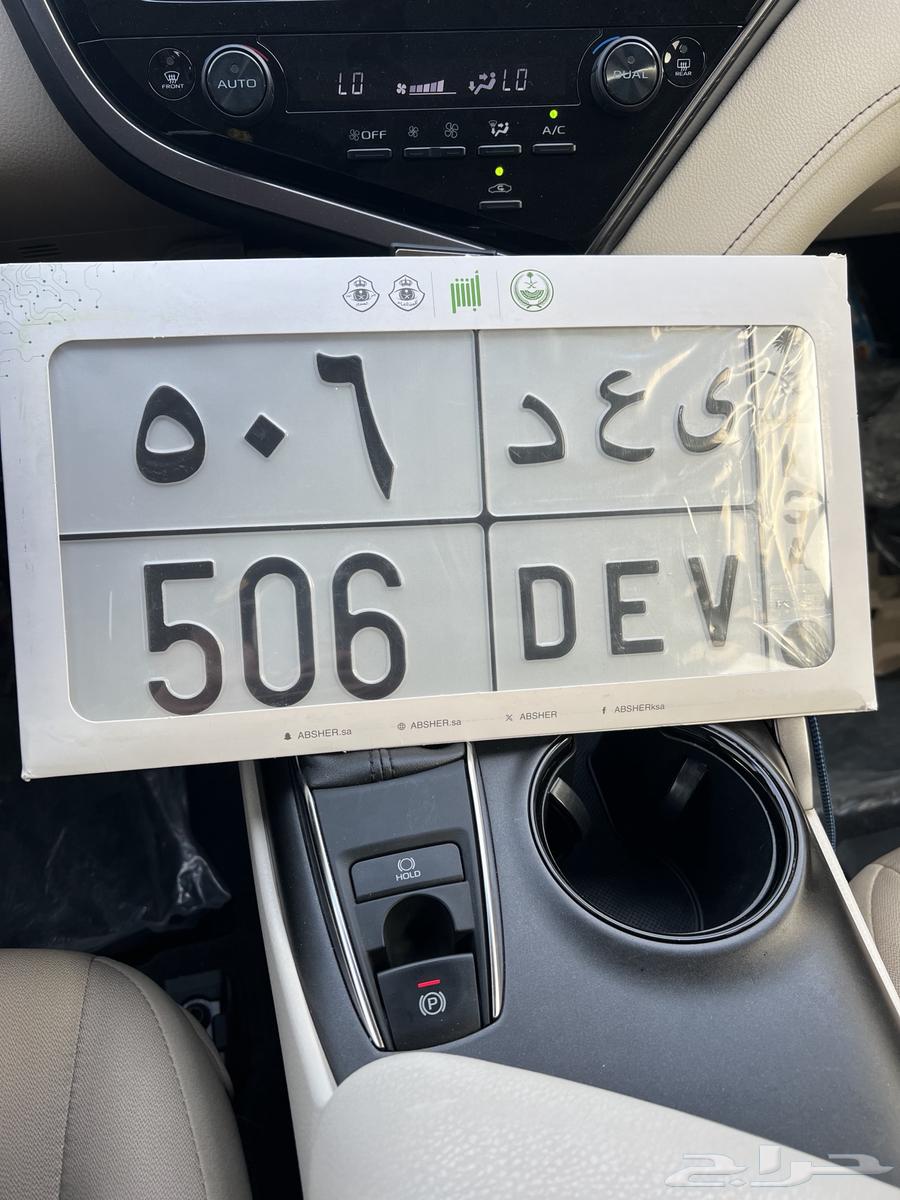 FRONT AUTO LO LO DUAL REAR
OFF A/C
أبشر
ى ع د ٥٠٦
506 DEV
ABSHER.sa ABSHER.sa X ABSHER f ABSHERksa
HOLD
P
حراج